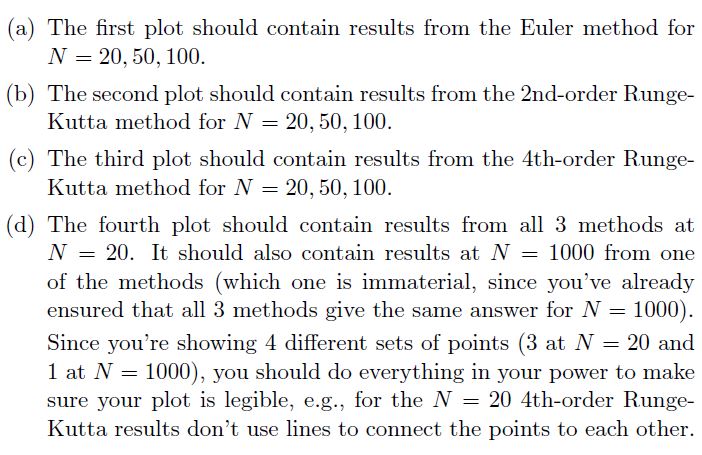 (a) The first plot should contain results from the Euler method for
N = 20, 50, 100.
(b) The second plot should contain results from the 2nd-order Runge-
Kutta method for N = 20, 50, 100.
(c) The third plot should contain results from the 4th-order Runge-
Kutta method for N = 20, 50, 100.
(d) The fourth plot should contain results from all 3 methods at
N = 20. It should also contain results at N = 1000 from one
of the methods (which one is immaterial, since you've already
ensured that all 3 methods give the same answer for N = 1000).
Since you're showing 4 different sets of points (3 at N = 20 and
1 at N = 1000), you should do everything in your power to make
sure your plot is legible, e.g., for the N = 20 4th-order Runge-
Kutta results don't use lines to connect the points to each other.